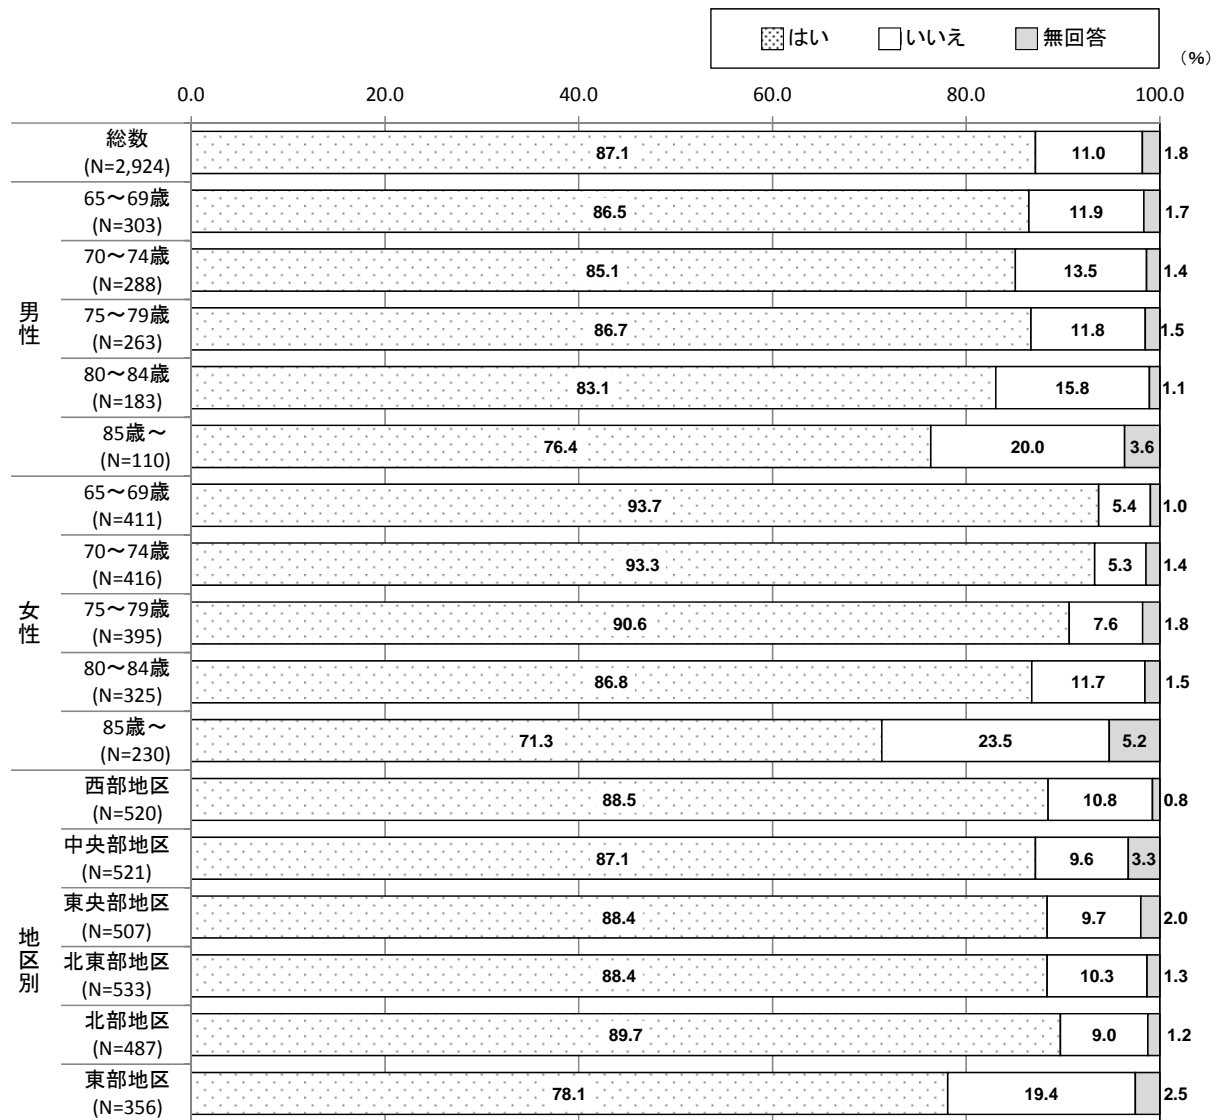 はい いいえ 無回答
(%)
0.0 20.0 40.0 60.0 80.0 100.0
総数
(N=2,924)
87.1 11.0 1.8
男性
65～69歳
(N=303)
86.5 11.9 1.7
70～74歳
(N=288)
85.1 13.5 1.4
75～79歳
(N=263)
86.7 11.8 1.5
80～84歳
(N=183)
83.1 15.8 1.1
85歳～
(N=110)
76.4 20.0 3.6
女性
65～69歳
(N=411)
93.7 5.4 1.0
70～74歳
(N=416)
93.3 5.3 1.4
75～79歳
(N=395)
90.6 7.6 1.8
80～84歳
(N=325)
86.8 11.7 1.5
85歳～
(N=230)
71.3 23.5 5.2
地区別
西部地区
(N=520)
88.5 10.8 0.8
中央部地区
(N=521)
87.1 9.6 3.3
東央部地区
(N=507)
88.4 9.7 2.0
北東部地区
(N=533)
88.4 10.3 1.3
北部地区
(N=487)
89.7 9.0 1.2
東部地区
(N=356)
78.1 19.4 2.5